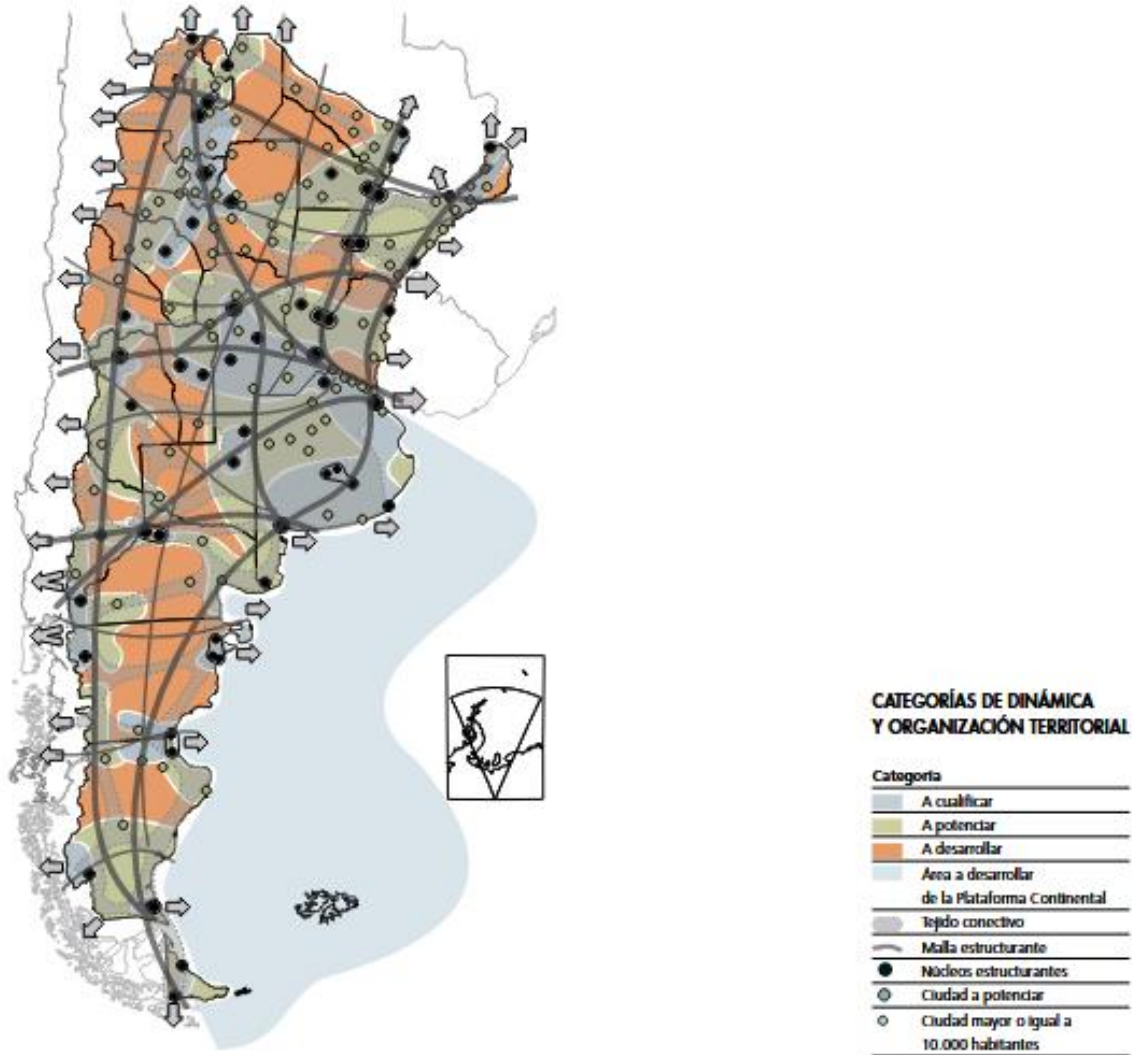 CATEGORÍAS DE DINÁMICA
Y ORGANIZACIÓN TERRITORIAL
Categoría
A cualificar
A potenciar
A desarrollar
Área a desarrollar
de la Plataforma Continental
Tejido conectivo
Malla estructurante
Núcleos estructurantes
Ciudad a potenciar
Ciudad mayor o igual a
10.000 habitantes